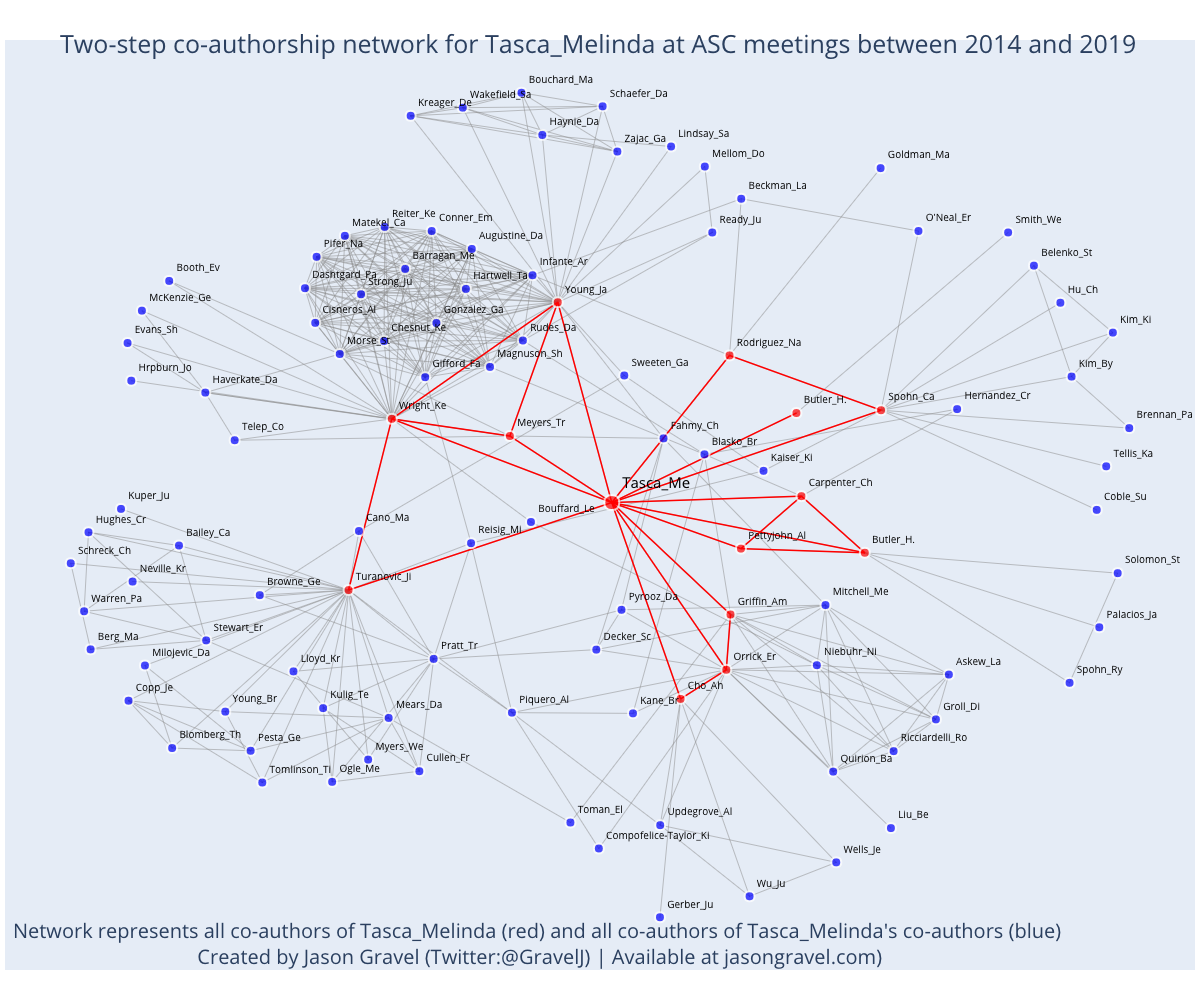 Two-step co-authorship network for Tasca_Melinda at ASC meetings between 2014 and 2019
Bouchard_Ma
Wakefield_Sa
Schaefer_Da
Kreager_De
Haynie_Da
Zajac_Ga
Lindsay_Sa
Mellom_Do
Goldman_Ma
Beckman_La
Reiter_Ke
Conner_Em
Matekel_Ca
Ready_Ju
O'Neal_Er
Smith_We
Augustine_Da
Pifer_Na
Barragan_Me
Infante_Ar
Belenko_St
Booth_Ev
Dashtgard_Pa
Strong_Ju
Hartwell_Ta
Young_Ja
Hu_Ch
McKenzie_Ge
Cisneros_Al
Gonzalez_Ga
Chesnut_Ke
Rudes_Da
Kim_Ki
Evans_Sh
Morse_St
Rodriguez_Na
Magnuson_Sh
Gifford_Fa
Sweeten_Ga
Kim_By
Hrpburn_Jo
Haverkate_Da
Butler_H.
Spohn_Ca
Hernandez_Cr
Wright_Ke
Brennan_Pa
Telep_Co
Meyers_Tr
Fahmy_Ch
Blasko_Br
Kaiser_Ki
Tellis_Ka
Tasca_Me
Carpenter_Ch
Coble_Su
Kuper_Ju
Bouffard_Le
Hughes_Cr
Cano_Ma
Bailey_Ca
Reisig_Mi
Pettyjohn_Al
Butler_H.
Schreck_Ch
Solomon_St
Neville_Kr
Browne_Ge
Turanovic_Ji
Warren_Pa
Pyrooz_Da
Griffin_Am
Mitchell_Me
Palacios_Ja
Stewart_Er
Berg_Ma
Decker_Sc
Milojevic_Da
Lloyd_Kr
Pratt_Tr
Orrick_Er
Niebuhr_Ni
Askew_La
Spohn_Ry
Copp_Je
Young_Br
Kulig_Te
Mears_Da
Piquero_Al
Kane_Br
Cho_Ah
Groll_Di
Blomberg_Th
Pesta_Ge
Myers_We
Cullen_Fr
Ricciardelli_Ro
Quirion_Ba
Tomlinson_Ti
Ogle_Me
Toman_El
Updegrove_Al
Liu_Be
Compofelice-Taylor_Ki
Wells_Je
Wu_Ju
Gerber_Ju
Network represents all co-authors of Tasca_Melinda (red) and all co-authors of Tasca_Melinda's co-authors (blue)
Created by Jason Gravel (Twitter:@GravelJ) | Available at jasongravel.com)